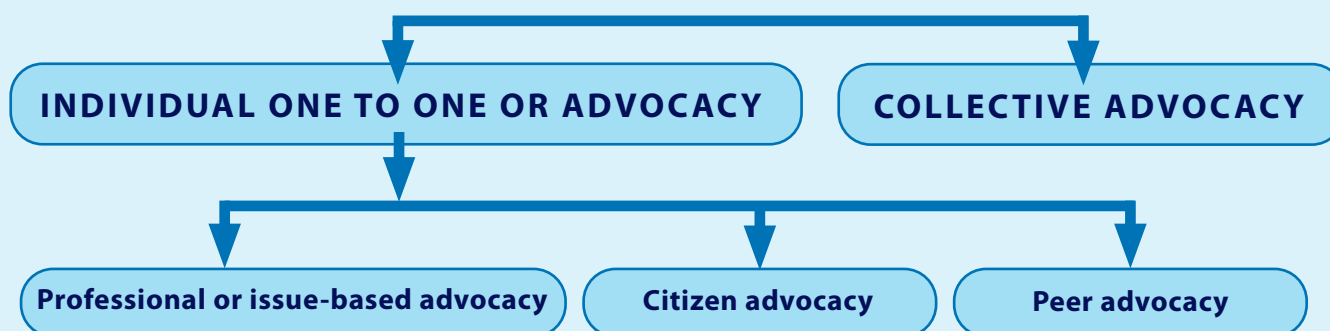 INDIVIDUAL ONE TO ONE OR ADVOCACY
COLLECTIVE ADVOCACY
Professional or issue-based advocacy
Citizen advocacy
Peer advocacy